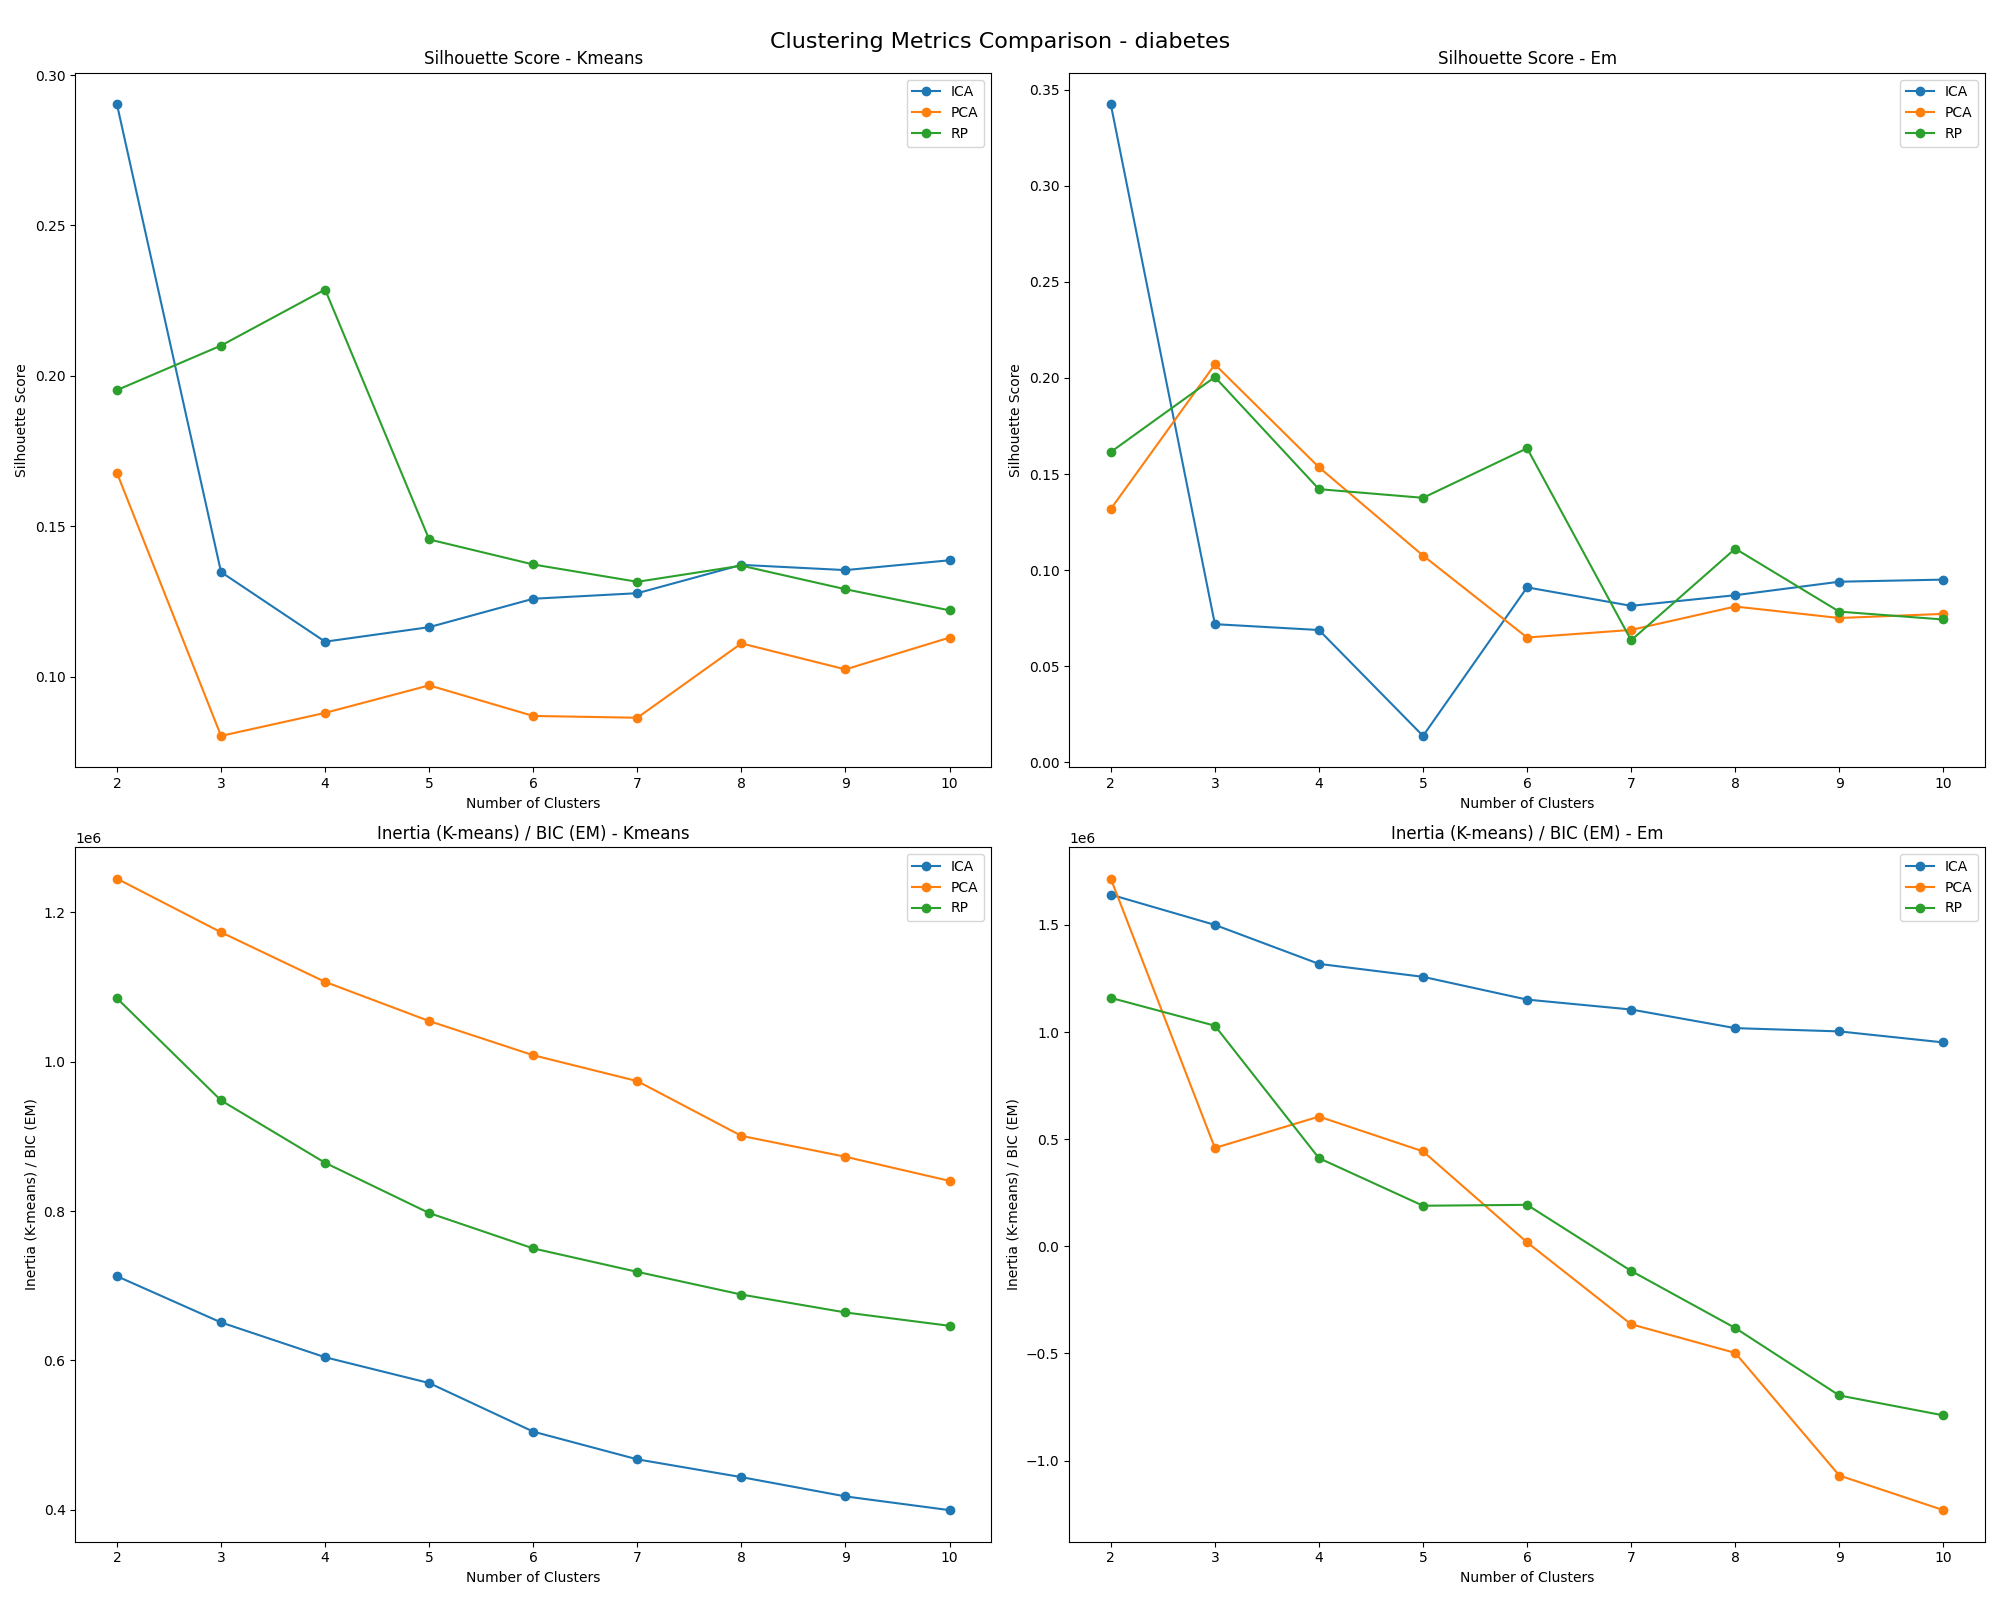 Clustering Metrics Comparison - diabetes
Silhouette Score - Kmeans
0.30
0.25
0.20
0.15
0.10
Silhouette Score
ICA
PCA
RP
2 3 4 5 6 7 8 9 10
Number of Clusters
Silhouette Score - Em
0.35
0.30
0.25
0.20
0.15
0.10
0.05
0.00
Silhouette Score
ICA
PCA
RP
2 3 4 5 6 7 8 9 10
Number of Clusters
Inertia (K-means) / BIC (EM) - Kmeans
1e6
1.2
1.0
0.8
0.6
0.4
Inertia (K-means) / BIC (EM)
ICA
PCA
RP
2 3 4 5 6 7 8 9 10
Number of Clusters
Inertia (K-means) / BIC (EM) - Em
1e6
1.5
1.0
0.5
0.0
−0.5
−1.0
Inertia (K-means) / BIC (EM)
ICA
PCA
RP
2 3 4 5 6 7 8 9 10
Number of Clusters